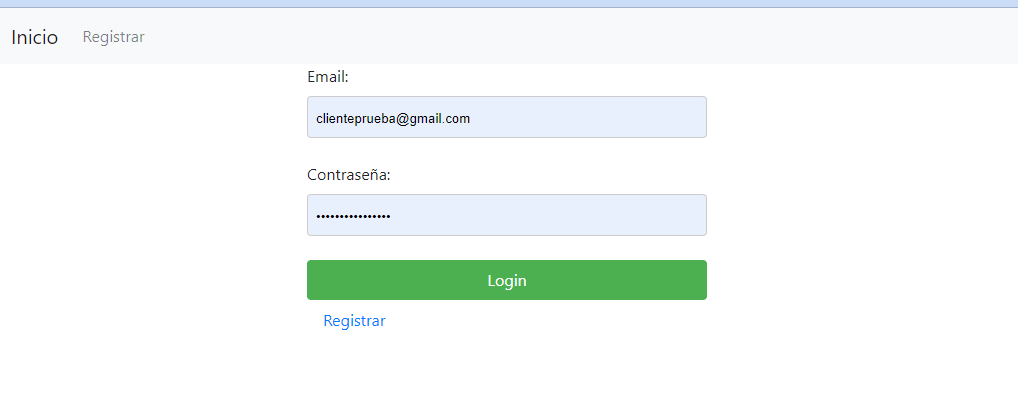 Inicio Registrar
Email:
clienteprueba@gmail.com
Contraseña:
••••••••••••••••
Login
Registrar